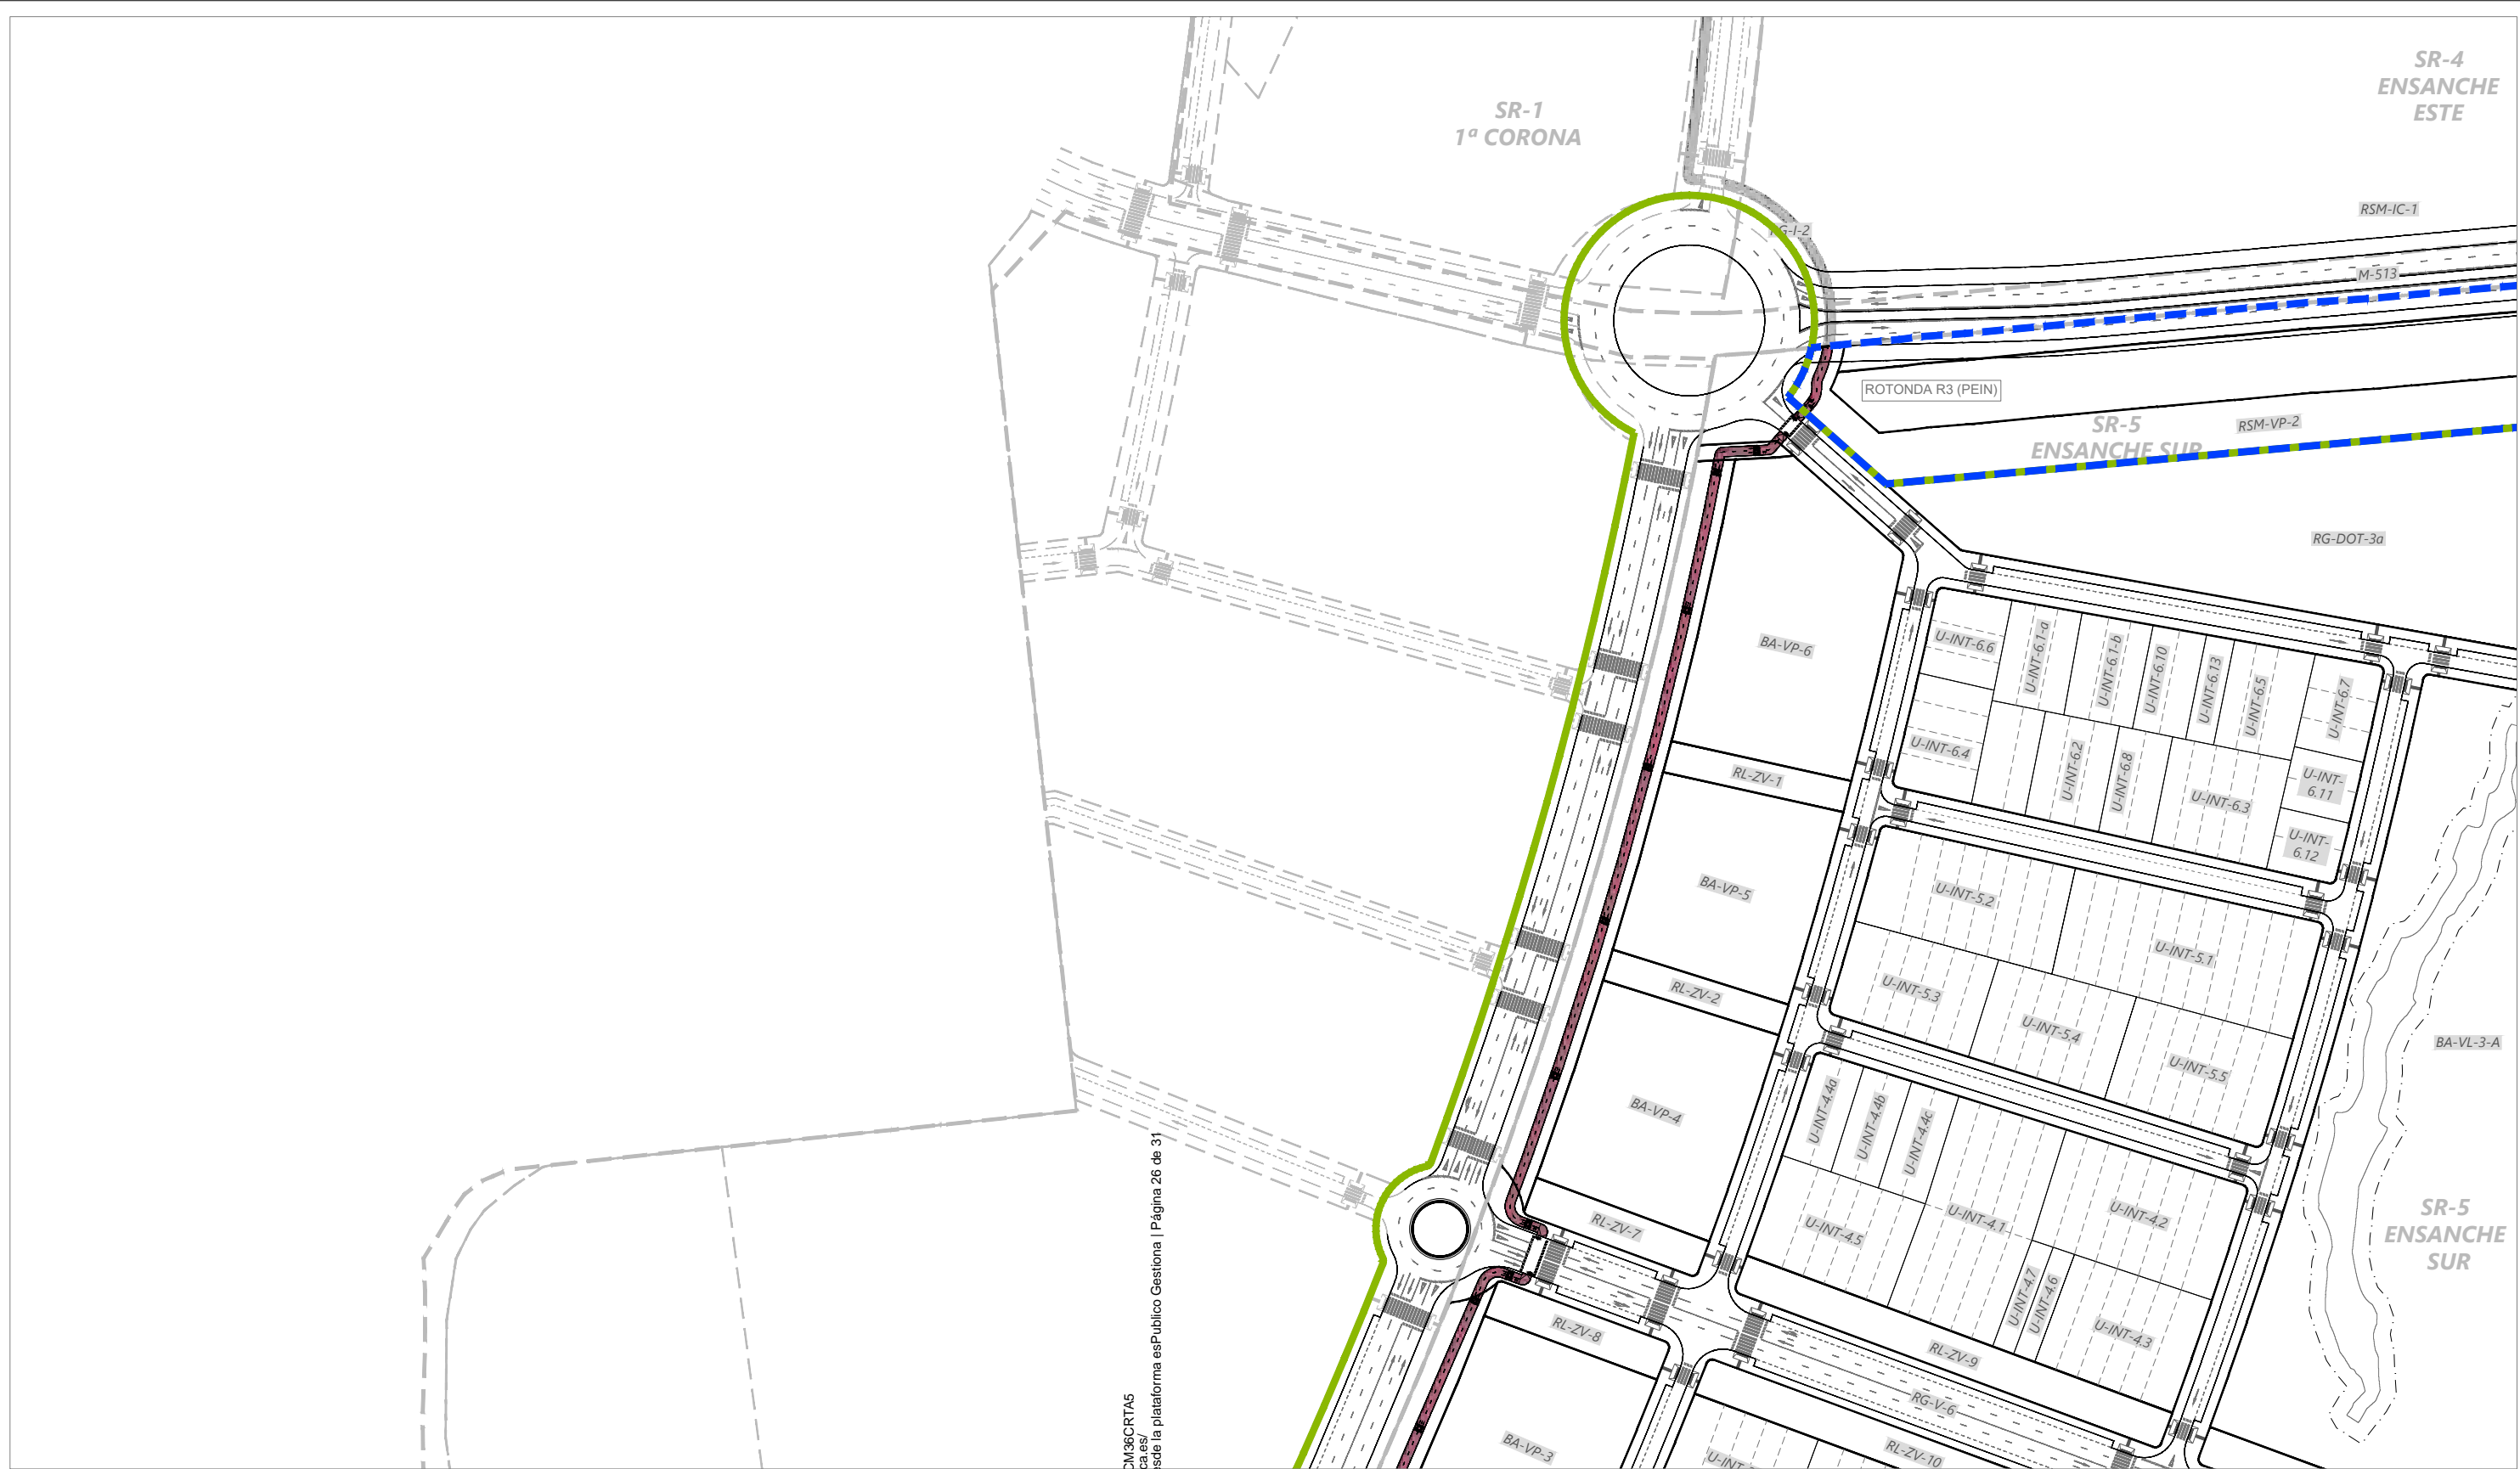 SR-4
ENSANCHE
ESTE
SR-1
1ª CORONA
RSM-IC-1
RG-I-2
M-513
ROTONDA R3 (PEIN)
SR-5
ENSANCHE SUR
RSM-VP-2
RG-DOT-3a
BA-VP-6
U-INT-6.6
U-INT-6.1-a
U-INT-6.1-b
U-INT-6.10
U-INT-6.13
U-INT-6.5
U-INT-6.7
U-INT-6.4
U-INT-6.2
U-INT-6.8
U-INT-6.3
U-INT-
6.11
U-INT-
6.12
RL-ZV-1
BA-VP-5
U-INT-5.2
U-INT-5.1
U-INT-5.3
U-INT-5.4
U-INT-5.5
RL-ZV-2
BA-VL-3-A
BA-VP-4
U-INT-4.4a
U-INT-4.4b
U-INT-4.4c
U-INT-4.5
U-INT-4.1
U-INT-4.2
U-INT-4.7
U-INT-4.6
U-INT-4.3
SR-5
ENSANCHE
SUR
RL-ZV-7
RL-ZV-8
RL-ZV-9
RG-V-6
RL-ZV-10
BA-VP-3
U-INT
CM36CRTA5
ca.es/
esde la plataforma esPublico Gestiona | Página 26 de 31